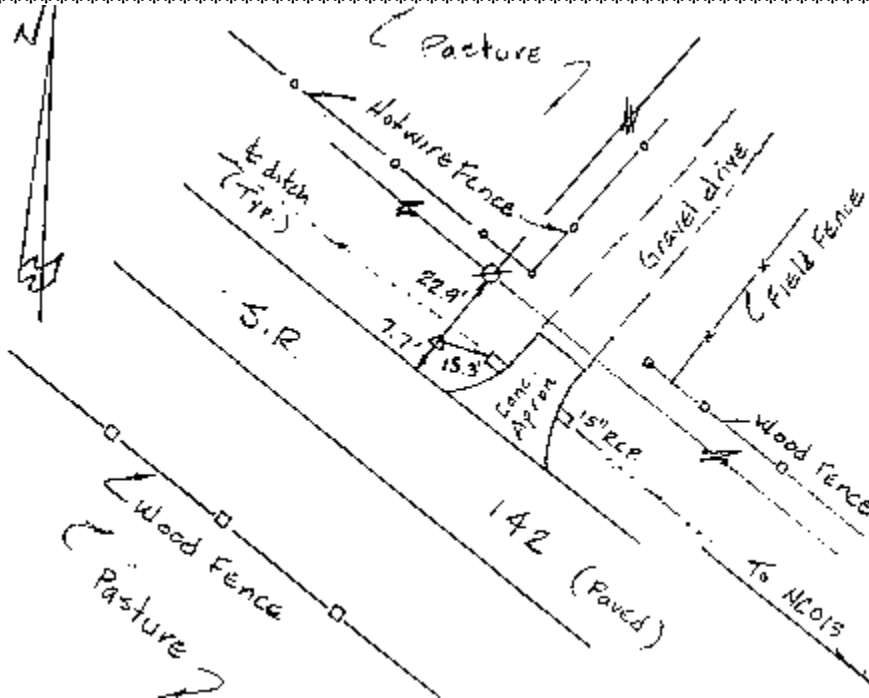 N
( Pasture )
Hotwire Fence
℄ ditch
(Typ.)
Gravel drive
Field Fence
22.9'
7.7'
15.3'
S.R.
Conc.
Apron
15" RCP
Wood Fence
142
(Paved)
To NC015
Wood Fence
( Pasture )